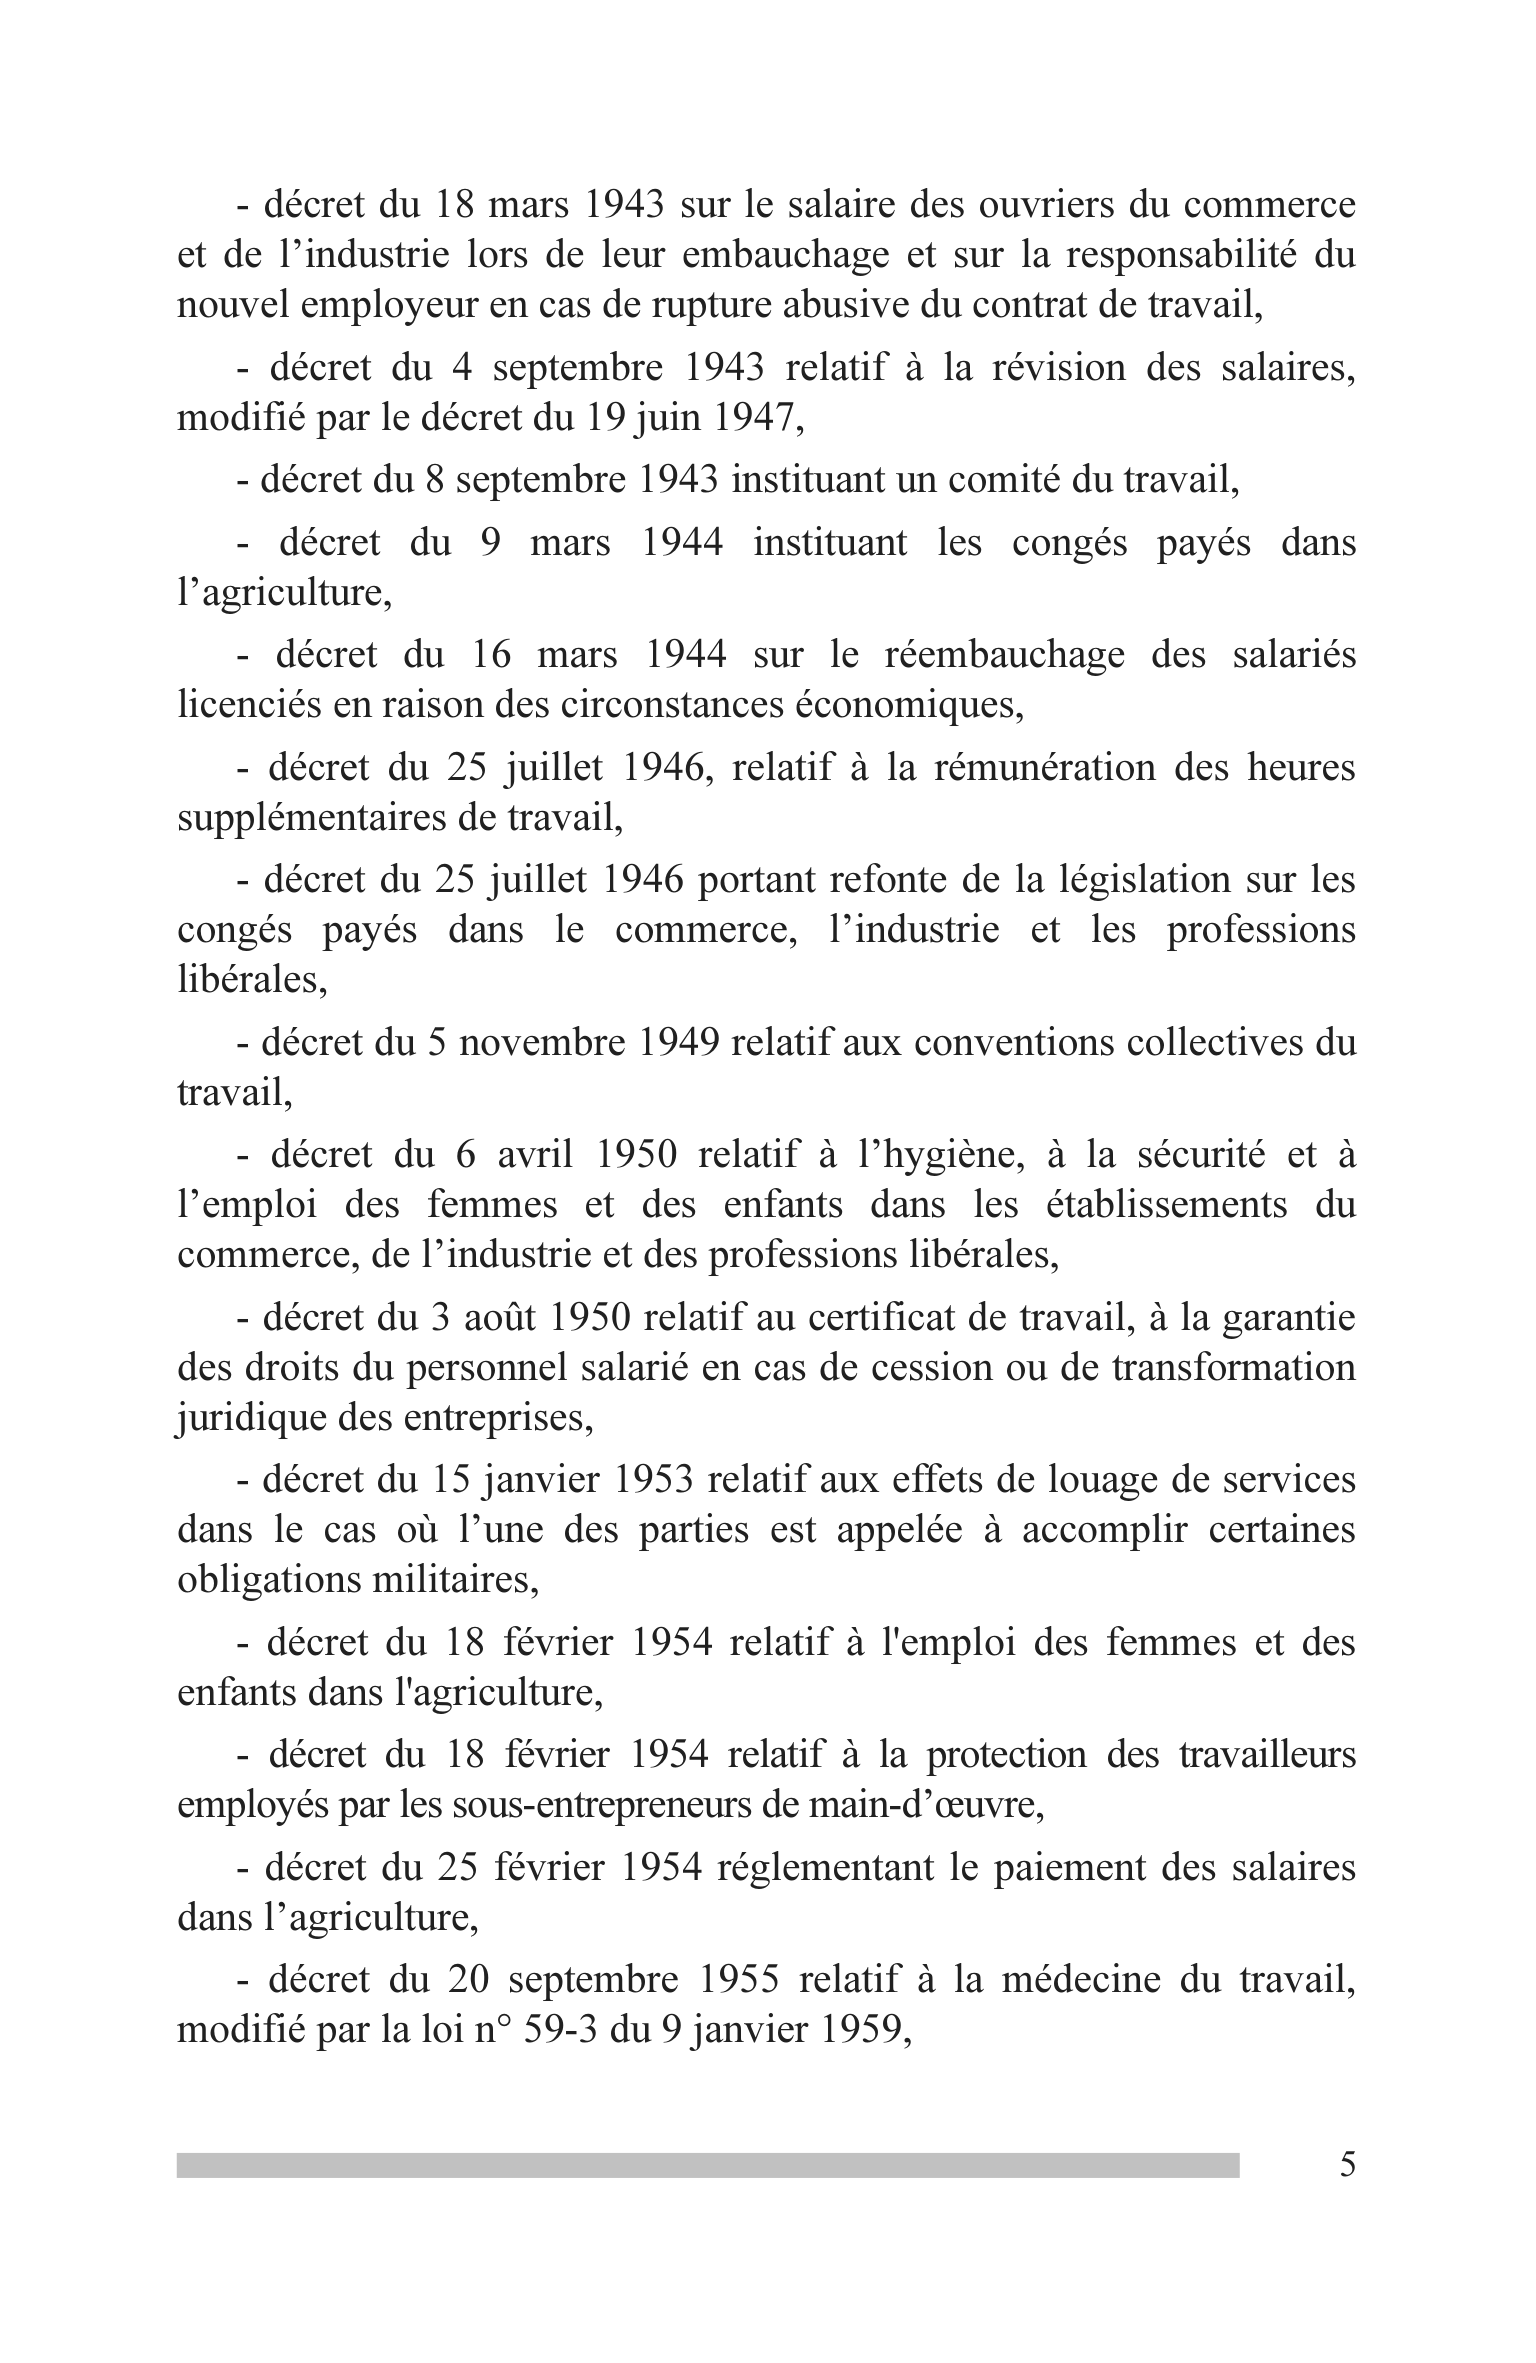 - décret du 18 mars 1943 sur le salaire des ouvriers du commerce
et de l’industrie lors de leur embauchage et sur la responsabilité du
nouvel employeur en cas de rupture abusive du contrat de travail,
- décret du 4 septembre 1943 relatif à la révision des salaires,
modifié par le décret du 19 juin 1947,
- décret du 8 septembre 1943 instituant un comité du travail,
- décret du 9 mars 1944 instituant les congés payés dans
l’agriculture,
- décret du 16 mars 1944 sur le réembauchage des salariés
licenciés en raison des circonstances économiques,
- décret du 25 juillet 1946, relatif à la rémunération des heures
supplémentaires de travail,
- décret du 25 juillet 1946 portant refonte de la législation sur les
congés payés dans le commerce, l’industrie et les professions
libérales,
- décret du 5 novembre 1949 relatif aux conventions collectives du
travail,
- décret du 6 avril 1950 relatif à l’hygiène, à la sécurité et à
l’emploi des femmes et des enfants dans les établissements du
commerce, de l’industrie et des professions libérales,
- décret du 3 août 1950 relatif au certificat de travail, à la garantie
des droits du personnel salarié en cas de cession ou de transformation
juridique des entreprises,
- décret du 15 janvier 1953 relatif aux effets de louage de services
dans le cas où l’une des parties est appelée à accomplir certaines
obligations militaires,
- décret du 18 février 1954 relatif à l'emploi des femmes et des
enfants dans l'agriculture,
- décret du 18 février 1954 relatif à la protection des travailleurs
employés par les sous-entrepreneurs de main-d’œuvre,
- décret du 25 février 1954 réglementant le paiement des salaires
dans l’agriculture,
- décret du 20 septembre 1955 relatif à la médecine du travail,
modifié par la loi n° 59-3 du 9 janvier 1959,
5